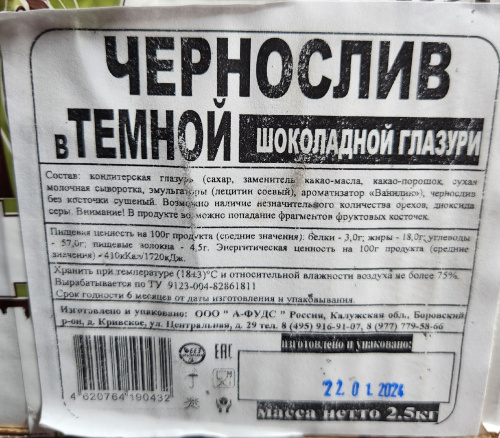 ЧЕРНОСЛИВ
в ТЕМНОЙ ШОКОЛАДНОЙ ГЛАЗУРИ
Состав: кондитерская глазурь (сахар, заменитель какао-масла, какао-порошок, сухая
молочная сыворотка, эмульгаторы (лецитин соевый), ароматизатор «Ванилин»), чернослив
без косточки сушеный. Возможно наличие незначительного количества орехов, диоксида
серы. Внимание! В продукте возможно попадание фрагментов фруктовых косточек.
Пищевая ценность на 100г продукта (средние значения): белки - 3,0г; жиры - 18,0г; углеводы
- 57,0г; пищевые волокна - 4,5г. Энергетическая ценность на 100г продукта (средние
значения) - 410кКал/1720кДж.
Хранить при температуре (18±3)°С и относительной влажности воздуха не более 75%.
Вырабатывается по ТУ 9123-094-82861811
Срок годности 6 месяцев от даты изготовления и упаковывания.
Изготовлено и упаковано: ООО " А-ФУДС " Россия, Калужская обл., Боровский
р-он, д. Кривское, ул. Центральная, д. 29 тел. 8 (495) 916-91-07, 8 (977) 779-58-66
Изготовлено и упаковано:
EAC
22 01 2024
4 620764 190432
Масса нетто 2.5кг